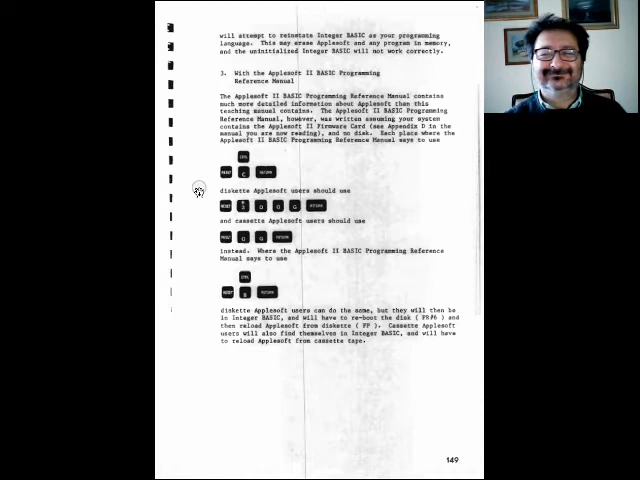 will attempt to reinstate Integer BASIC as your programming
language. This may erase Applesoft and any program in memory,
and the uninitialized Integer BASIC will not work correctly.
3. With the Applesoft II BASIC Programming
Reference Manual
The Applesoft II BASIC Programming Reference Manual contains
much more detailed information about Applesoft than this
teaching manual contains. The Applesoft II BASIC Programming
Reference Manual, however, was written assuming your system
contains the Applesoft II Firmware Card (see Appendix D in the
manual you are now reading), and no disk. Each place where the
Applesoft II BASIC Programming Reference Manual says to use
CTRL
RESET C RETURN
diskette Applesoft users should use
RESET 3 D 0 G RETURN
and cassette Applesoft users should use
RESET 0 G RETURN
instead. Where the Applesoft II BASIC Programming Reference
Manual says to use
CTRL
RESET B RETURN
diskette Applesoft users can do the same, but they will then be
in Integer BASIC, and will have to re-boot the disk ( PR#6 ) and
then reload Applesoft from diskette ( FP ). Cassette Applesoft
users will also find themselves in Integer BASIC, and will have
to reload Applesoft from cassette tape.
149